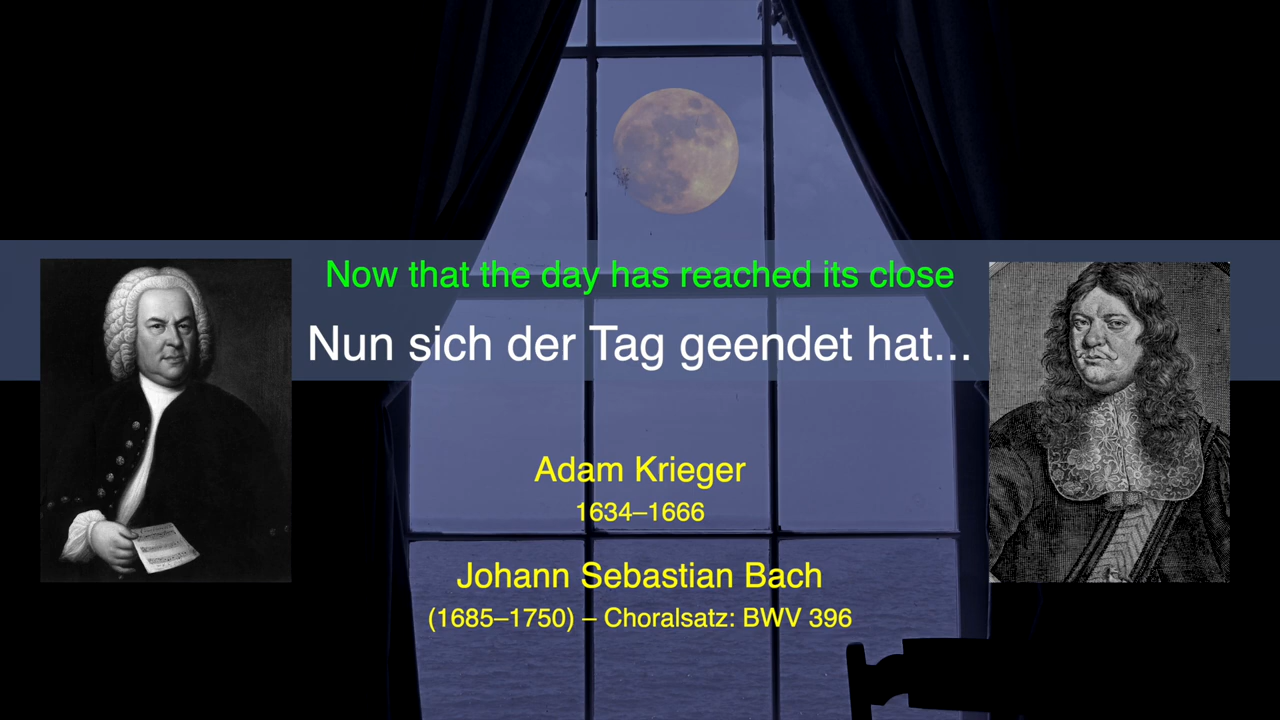 Now that the day has reached its close
Nun sich der Tag geendet hat...
Adam Krieger
1634–1666
Johann Sebastian Bach
(1685–1750) – Choralsatz: BWV 396